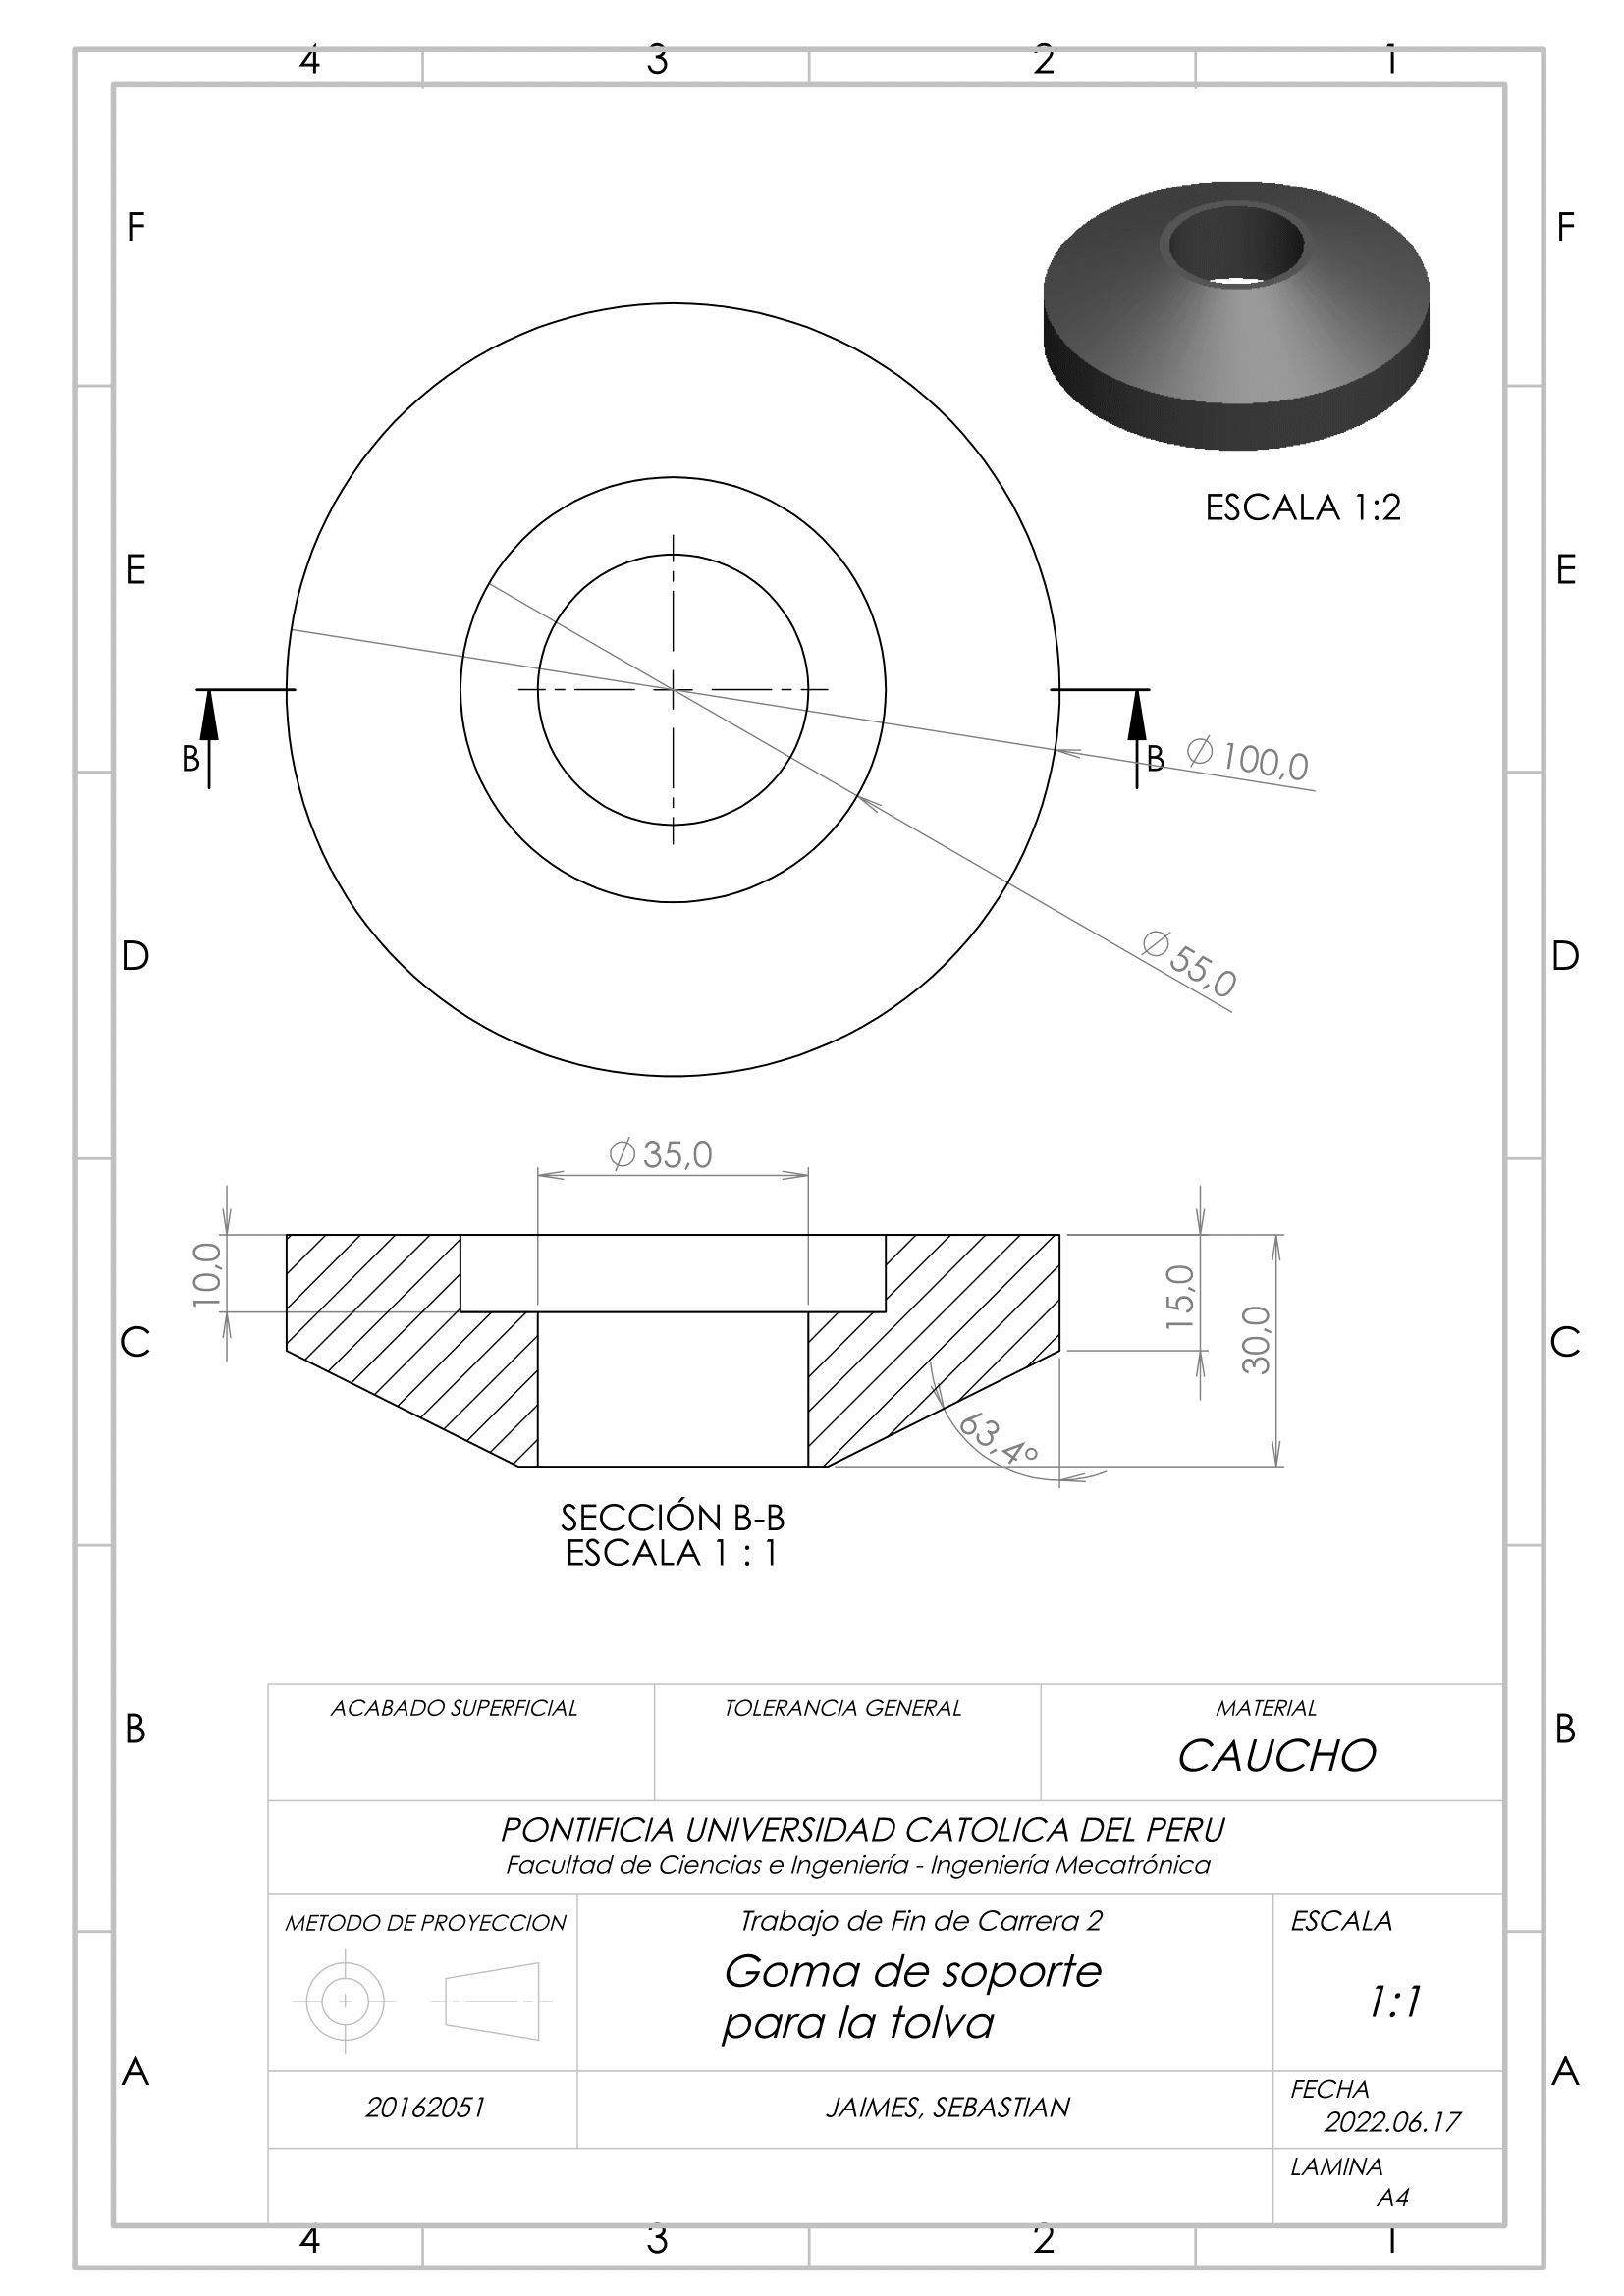 4 3 2 1
F F
ESCALA 1:2
E E
B B Ø 100,0
Ø 55,0
D D
Ø 35,0
10,0 15,0 30,0
C C
63,4°
SECCIÓN B-B
ESCALA 1 : 1
B B
ACABADO SUPERFICIAL TOLERANCIA GENERAL MATERIAL
CAUCHO
PONTIFICIA UNIVERSIDAD CATOLICA DEL PERU
Facultad de Ciencias e Ingeniería - Ingeniería Mecatrónica
METODO DE PROYECCION Trabajo de Fin de Carrera 2 ESCALA
Goma de soporte
para la tolva
1:1
A A
20162051 JAIMES, SEBASTIAN FECHA
2022.06.17
LAMINA
A4
4 3 2 1